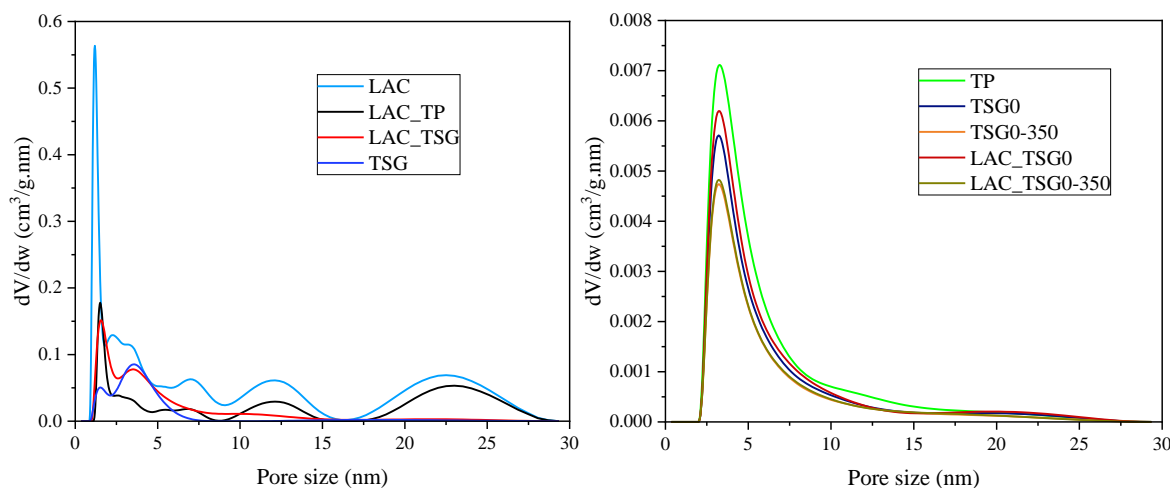 0.6
0.5
0.4
0.3
0.2
0.1
0.0
dV/dw (cm³/g.nm)
LAC
LAC_TP
LAC_TSG
TSG
0 5 10 15 20 25 30
Pore size (nm)
0.008
0.007
0.006
0.005
0.004
0.003
0.002
0.001
0.000
dV/dw (cm³/g.nm)
TP
TSG0
TSG0-350
LAC_TSG0
LAC_TSG0-350
0 5 10 15 20 25 30
Pore size (nm)